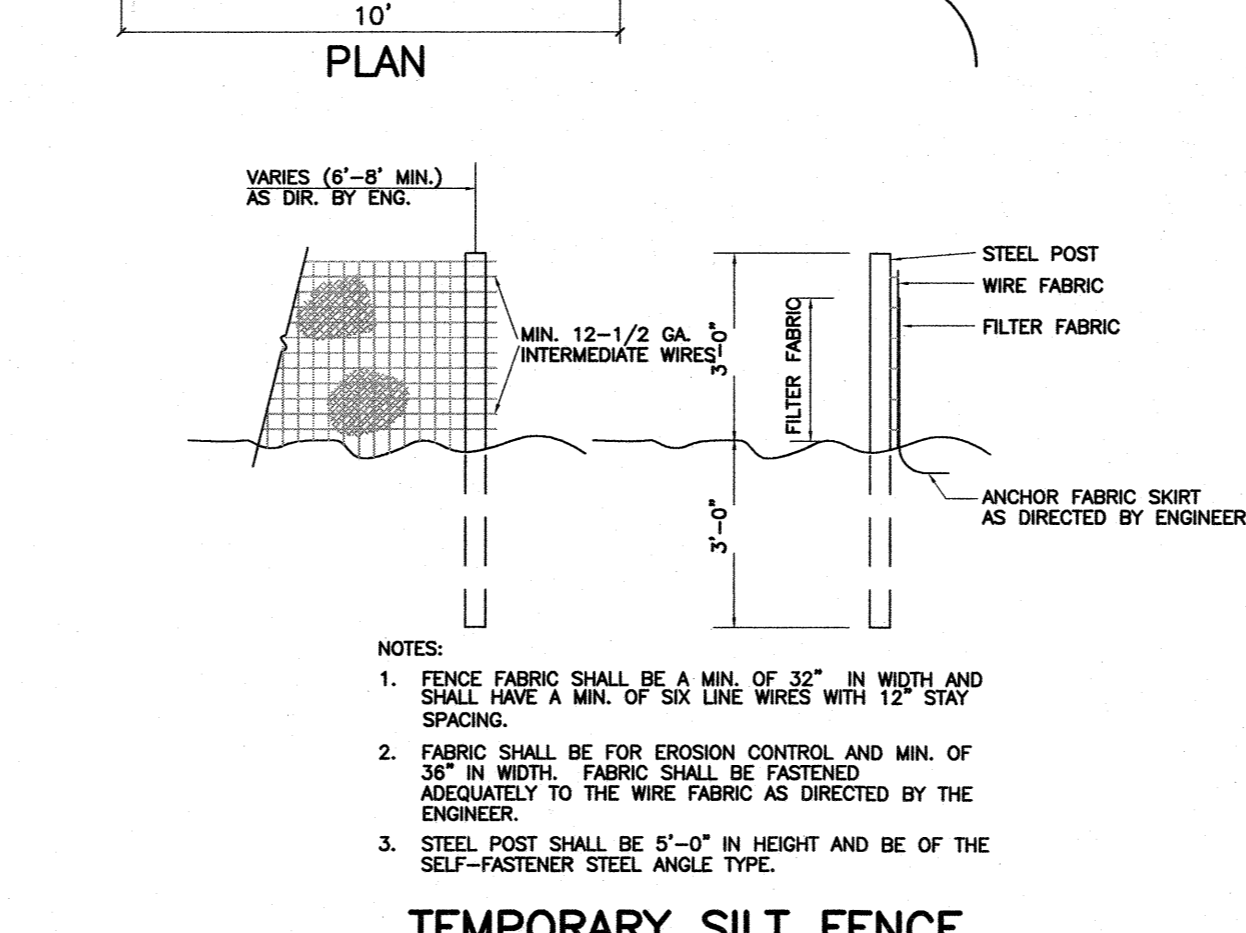 10'
PLAN
VARIES (6'-8' MIN.)
AS DIR. BY ENG.
MIN. 12-1/2 GA.
INTERMEDIATE WIRES
3'-0"
3'-0"
FILTER FABRIC
STEEL POST
WIRE FABRIC
FILTER FABRIC
ANCHOR FABRIC SKIRT
AS DIRECTED BY ENGINEER
NOTES:
1. FENCE FABRIC SHALL BE A MIN. OF 32" IN WIDTH AND
SHALL HAVE A MIN. OF SIX LINE WIRES WITH 12" STAY
SPACING.
2. FABRIC SHALL BE FOR EROSION CONTROL AND MIN. OF
36" IN WIDTH. FABRIC SHALL BE FASTENED
ADEQUATELY TO THE WIRE FABRIC AS DIRECTED BY THE
ENGINEER.
3. STEEL POST SHALL BE 5'-0" IN HEIGHT AND BE OF THE
SELF-FASTENER STEEL ANGLE TYPE.
TEMPORARY SILT FENCE